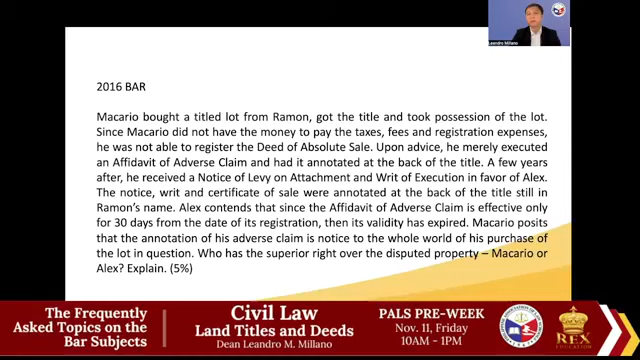 Leandro Millano
2016 BAR
Macario bought a titled lot from Ramon, got the title and took possession of the lot.
Since Macario did not have the money to pay the taxes, fees and registration expenses,
he was not able to register the Deed of Absolute Sale. Upon advice, he merely executed
an Affidavit of Adverse Claim and had it annotated at the back of the title. A few years
after, he received a Notice of Levy on Attachment and Writ of Execution in favor of Alex.
The notice, writ and certificate of sale were annotated at the back of the title still in
Ramon's name. Alex contends that since the Affidavit of Adverse Claim is effective only
for 30 days from the date of its registration, then its validity has expired. Macario posits
that the annotation of his adverse claim is notice to the whole world of his purchase of
the lot in question. Who has the superior right over the disputed property – Macario or
Alex? Explain. (5%)
The Frequently
Asked Topics on the
Bar Subjects
Civil Law
Land Titles and Deeds
Dean Leandro M. Millano
PALS PRE-WEEK
Nov. 11, Friday
10AM - 1PM
REX
EDUCATION